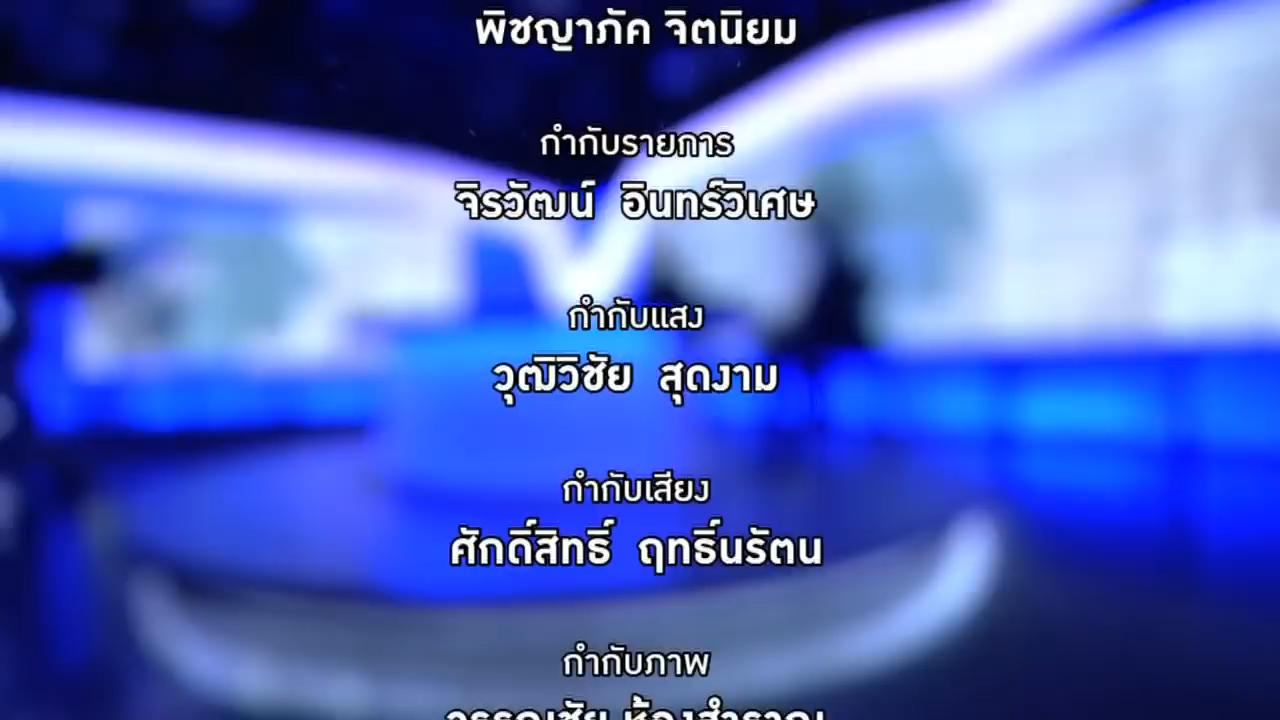 พิชญาภัค จิตนิยม
กำกับรายการ
จิรวัฒน์ อินทร์วิเศษ
กำกับแสง
วุฒิวิชัย สุดงาม
กำกับเสียง
ศักดิ์สิทธิ์ ฤทธิ์นรัตน
กำกับภาพ